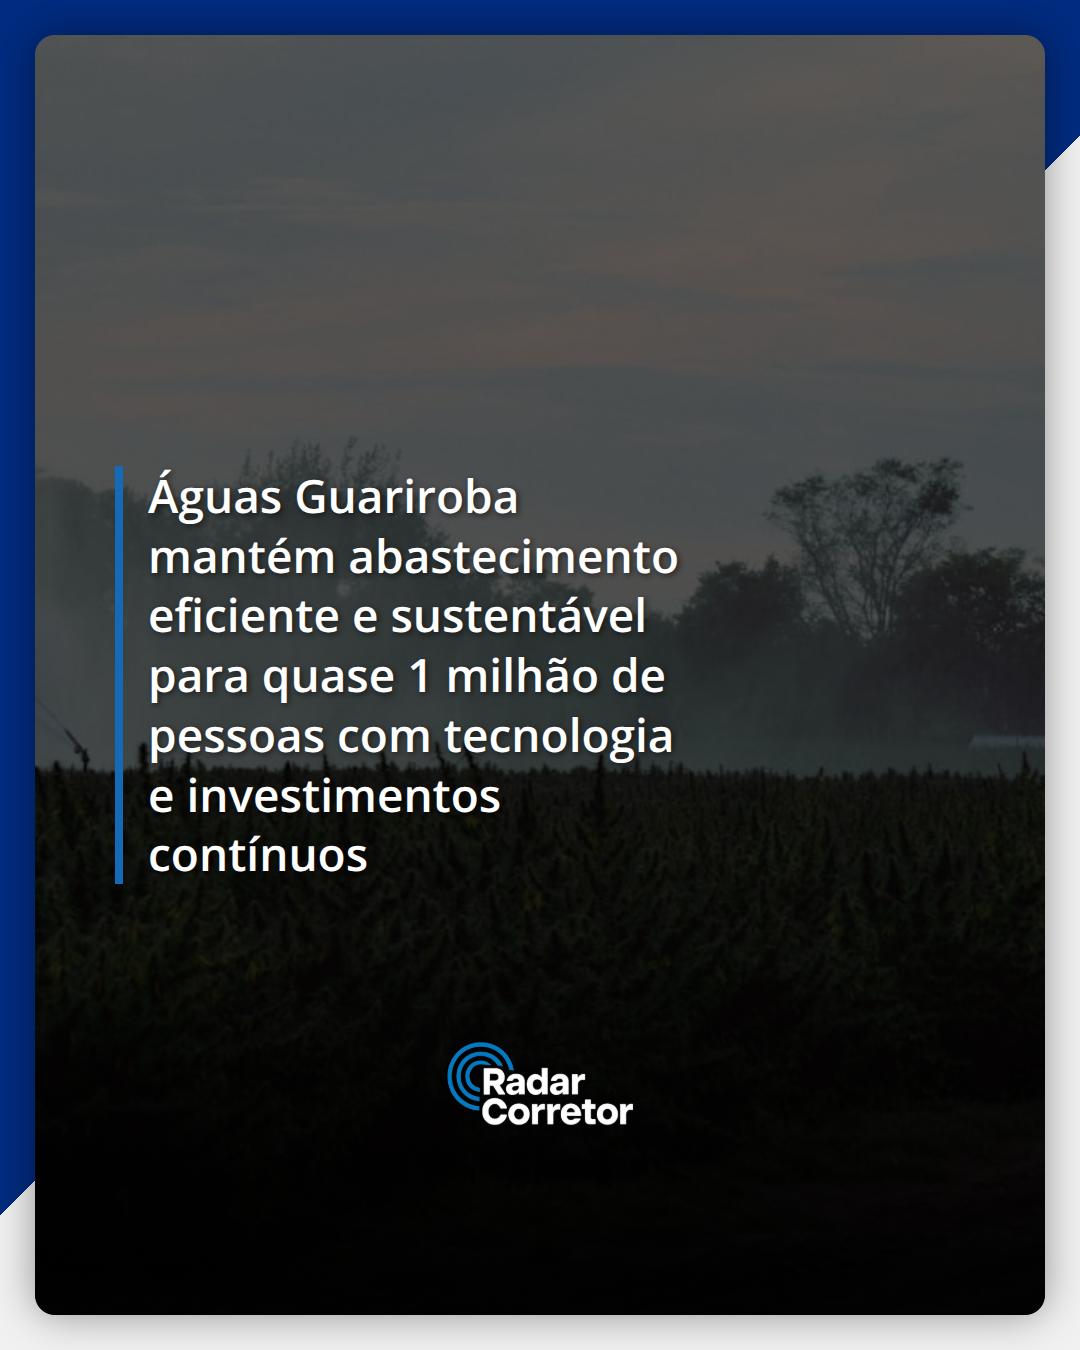 Águas Guariroba
mantém abastecimento
eficiente e sustentável
para quase 1 milhão de
pessoas com tecnologia
e investimentos
contínuos
Radar
Corretor